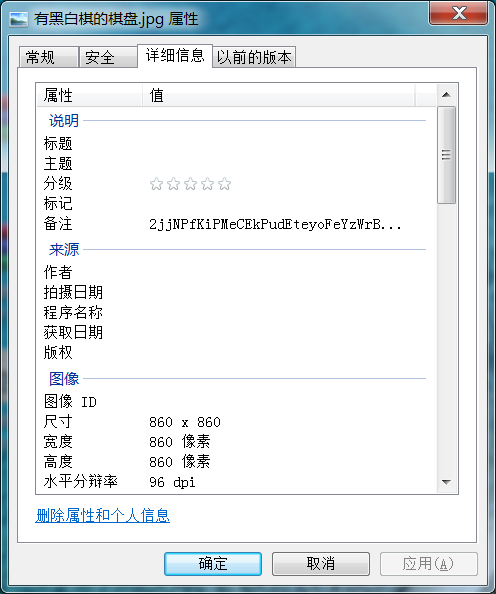 有黑白棋的棋盘.jpg 属性
常规 安全 详细信息 以前的版本
属性 值
说明
标题
主题
分级
标记
备注 2jjNPfKiPMeCEkPudEteyoFeYzWrB...
来源
作者
拍摄日期
程序名称
获取日期
版权
图像
图像 ID
尺寸 860 x 860
宽度 860 像素
高度 860 像素
水平分辩率 96 dpi
删除属性和个人信息
确定 取消 应用(A)